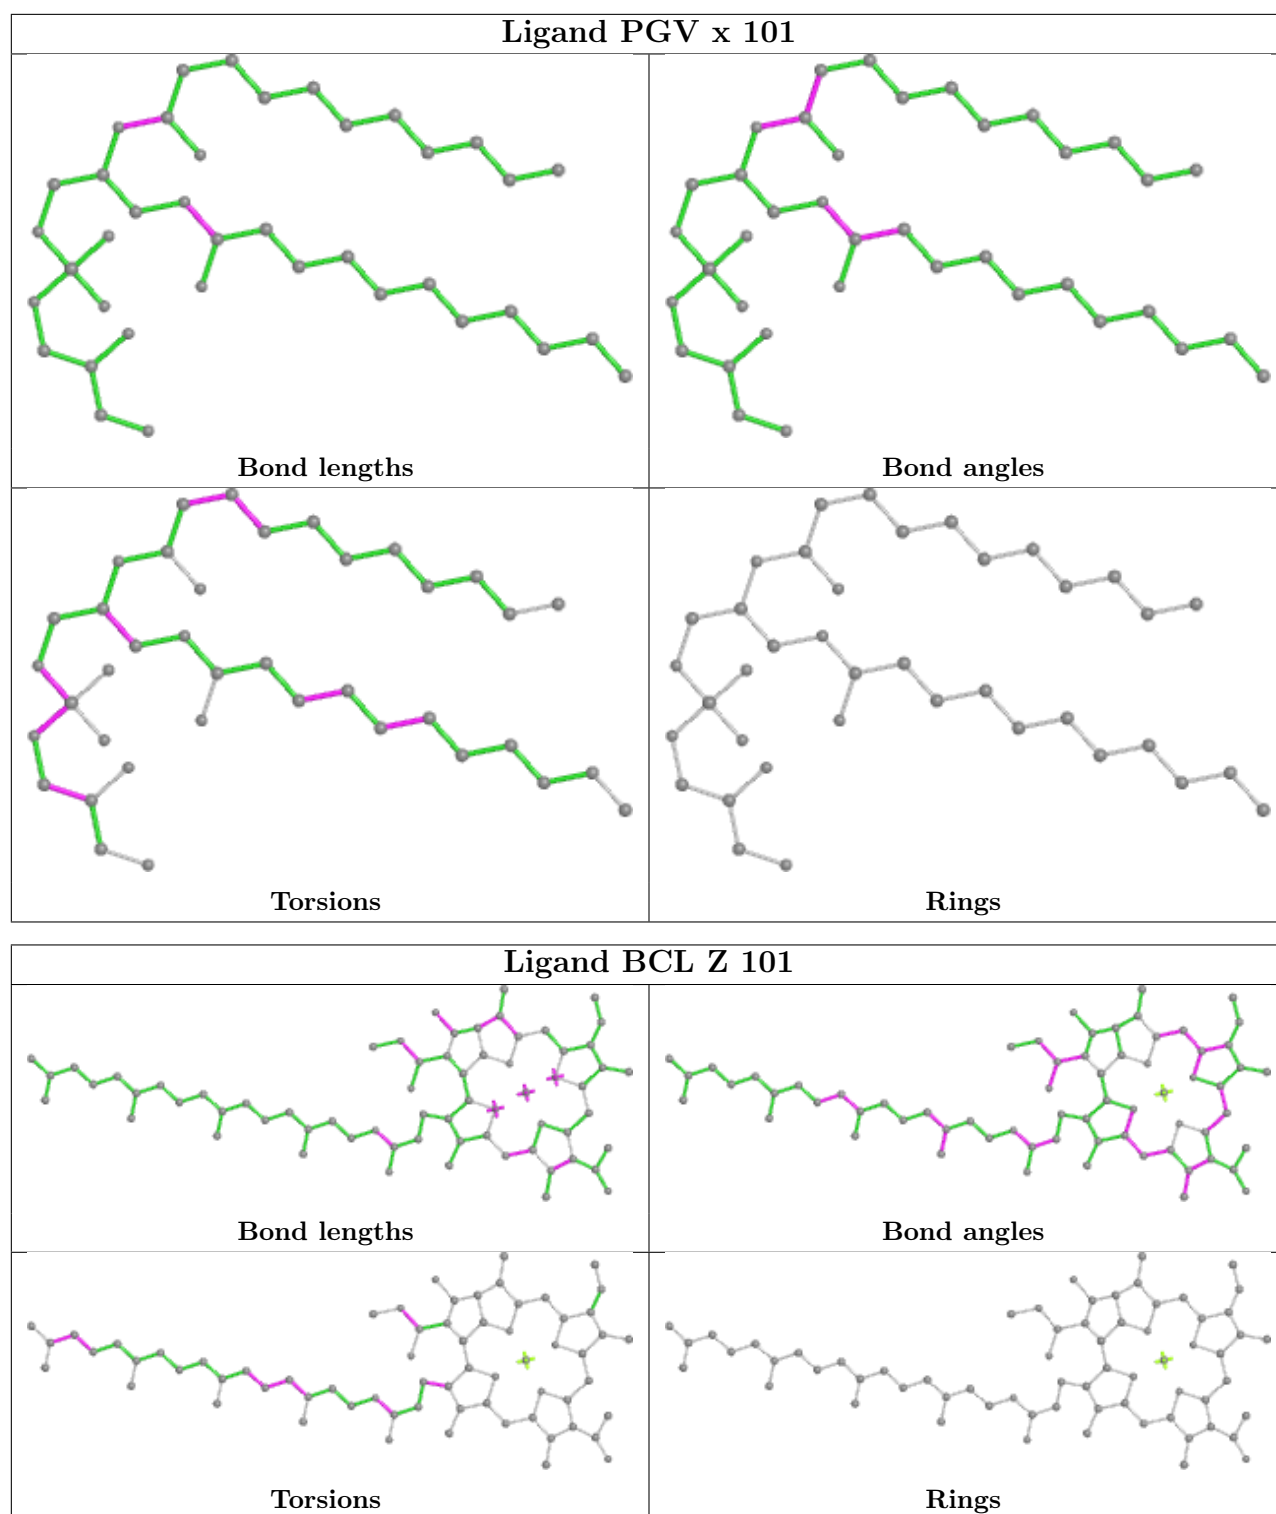 Ligand PGV x 101
Bond lengths
Bond angles
Torsions
Rings
Ligand BCL Z 101
Bond lengths
Bond angles
Torsions
Rings